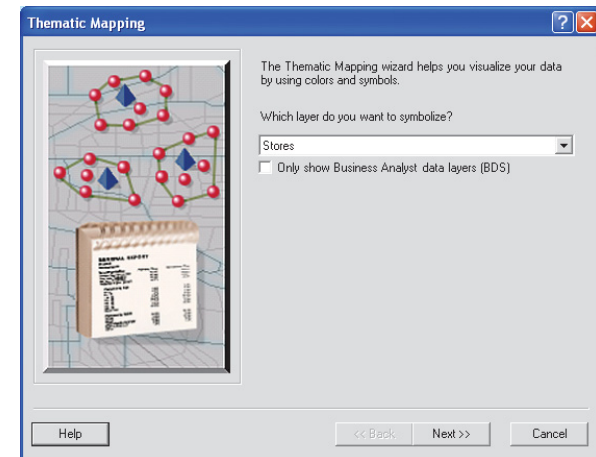 Thematic Mapping
The Thematic Mapping wizard helps you visualize your data
by using colors and symbols.
Which layer do you want to symbolize?
Stores
Only show Business Analyst data layers (BDS)
Help
<< Back
Next >>
Cancel